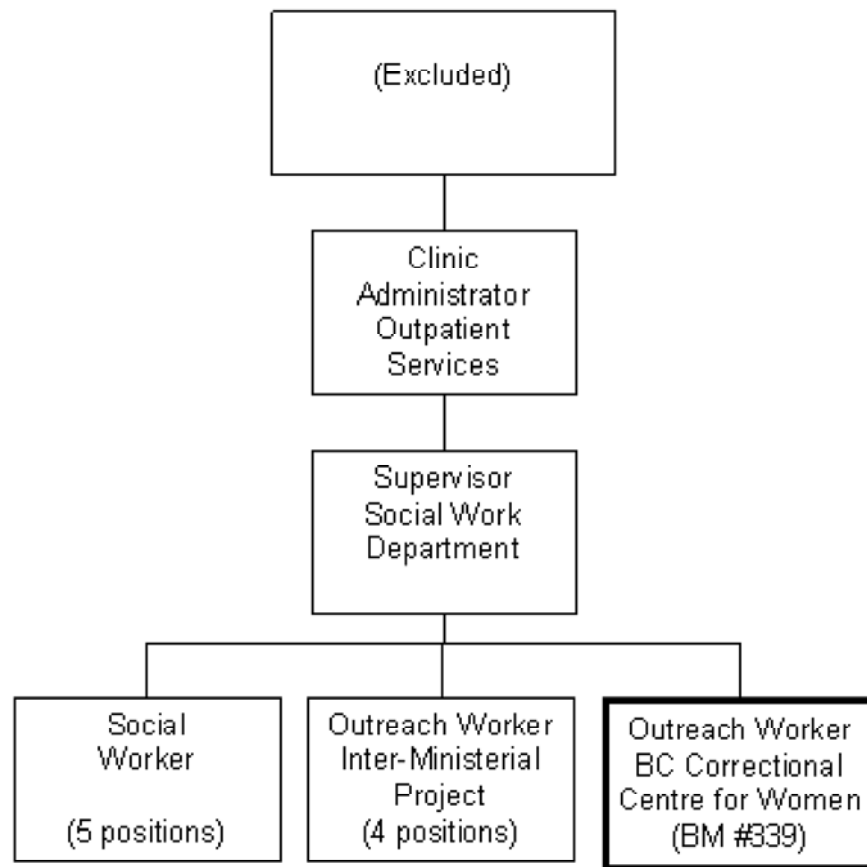 (Excluded)
Clinic
Administrator
Outpatient
Services
Supervisor
Social Work
Department
Social
Worker
(5 positions)
Outreach Worker
Inter-Ministerial
Project
(4 positions)
Outreach Worker
BC Correctional
Centre for Women
(BM #339)